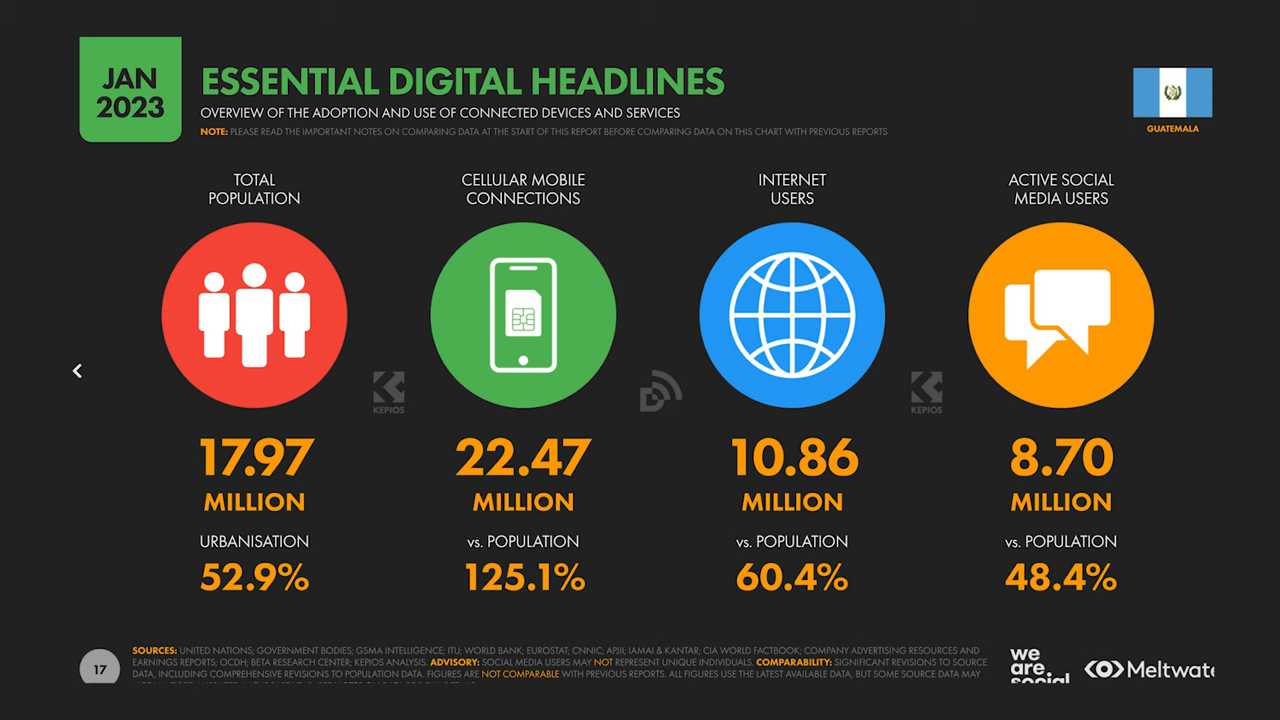 JAN
2023
ESSENTIAL DIGITAL HEADLINES
OVERVIEW OF THE ADOPTION AND USE OF CONNECTED DEVICES AND SERVICES
NOTE: PLEASE READ THE IMPORTANT NOTES ON COMPARING DATA AT THE START OF THIS REPORT BEFORE COMPARING DATA ON THIS CHART WITH PREVIOUS REPORTS
GUATEMALA
TOTAL
POPULATION
17.97
MILLION
URBANISATION
52.9%
CELLULAR MOBILE
CONNECTIONS
22.47
MILLION
vs. POPULATION
125.1%
INTERNET
USERS
10.86
MILLION
vs. POPULATION
60.4%
ACTIVE SOCIAL
MEDIA USERS
8.70
MILLION
vs. POPULATION
48.4%
KEPIOS
KEPIOS
17
SOURCES: UNITED NATIONS; GOVERNMENT BODIES; GSMA INTELLIGENCE; ITU; WORLD BANK; EUROSTAT; CNNIC; APJII; IAMAI & KANTAR; CIA WORLD FACTBOOK; COMPANY ADVERTISING RESOURCES AND
EARNINGS REPORTS; OCDH; BETA RESEARCH CENTER; KEPIOS ANALYSIS. ADVISORY: SOCIAL MEDIA USERS MAY NOT REPRESENT UNIQUE INDIVIDUALS. COMPARABILITY: SIGNIFICANT REVISIONS TO SOURCE
DATA, INCLUDING COMPREHENSIVE REVISIONS TO POPULATION DATA. FIGURES ARE NOT COMPARABLE WITH PREVIOUS REPORTS. ALL FIGURES USE THE LATEST AVAILABLE DATA, BUT SOME SOURCE DATA MAY
we
are
social
Meltwate